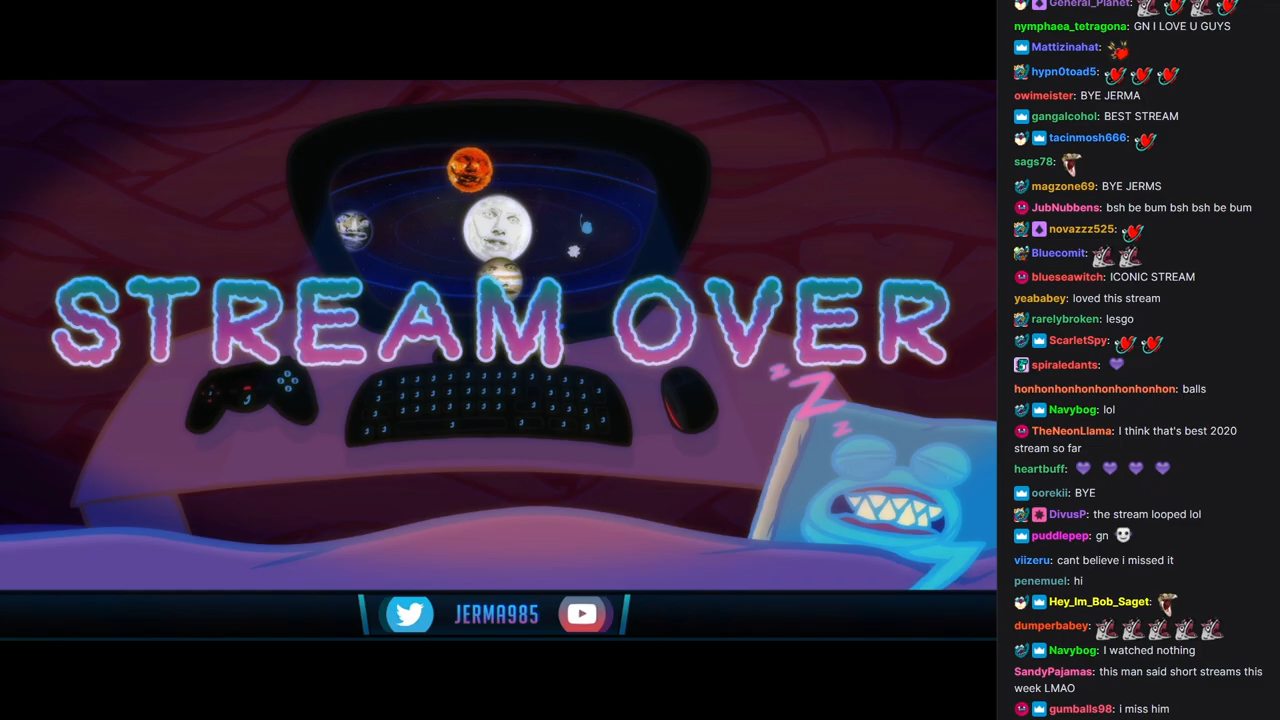 General_Planet:
nymphaea_tetragona: GN I LOVE U GUYS
Mattizinahat:
hypn0toad5:
owimeister: BYE JERMA
gangalcohol: BEST STREAM
tacinmosh666:
sags78:
magzone69: BYE JERMS
JubNubbens: bsh be bum bsh bsh be bum
novazzz525:
Bluecomit:
blueseawitch: ICONIC STREAM
yeababey: loved this stream
rarelybroken: lesgo
ScarletSpy:
spiraledants:
honhonhonhonhonhonhonhon: balls
Navybog: lol
TheNeonLlama: I think that's best 2020
stream so far
heartbuff:
oorekii: BYE
DivusP: the stream looped lol
puddlepep: gn
viizeru: cant believe i missed it
penemuel: hi
Hey_Im_Bob_Saget:
dumperbabey:
Navybog: I watched nothing
SandyPajamas: this man said short streams this
week LMAO
gumballs98: i miss him
STREAM OVER
z Z z
JERMA985